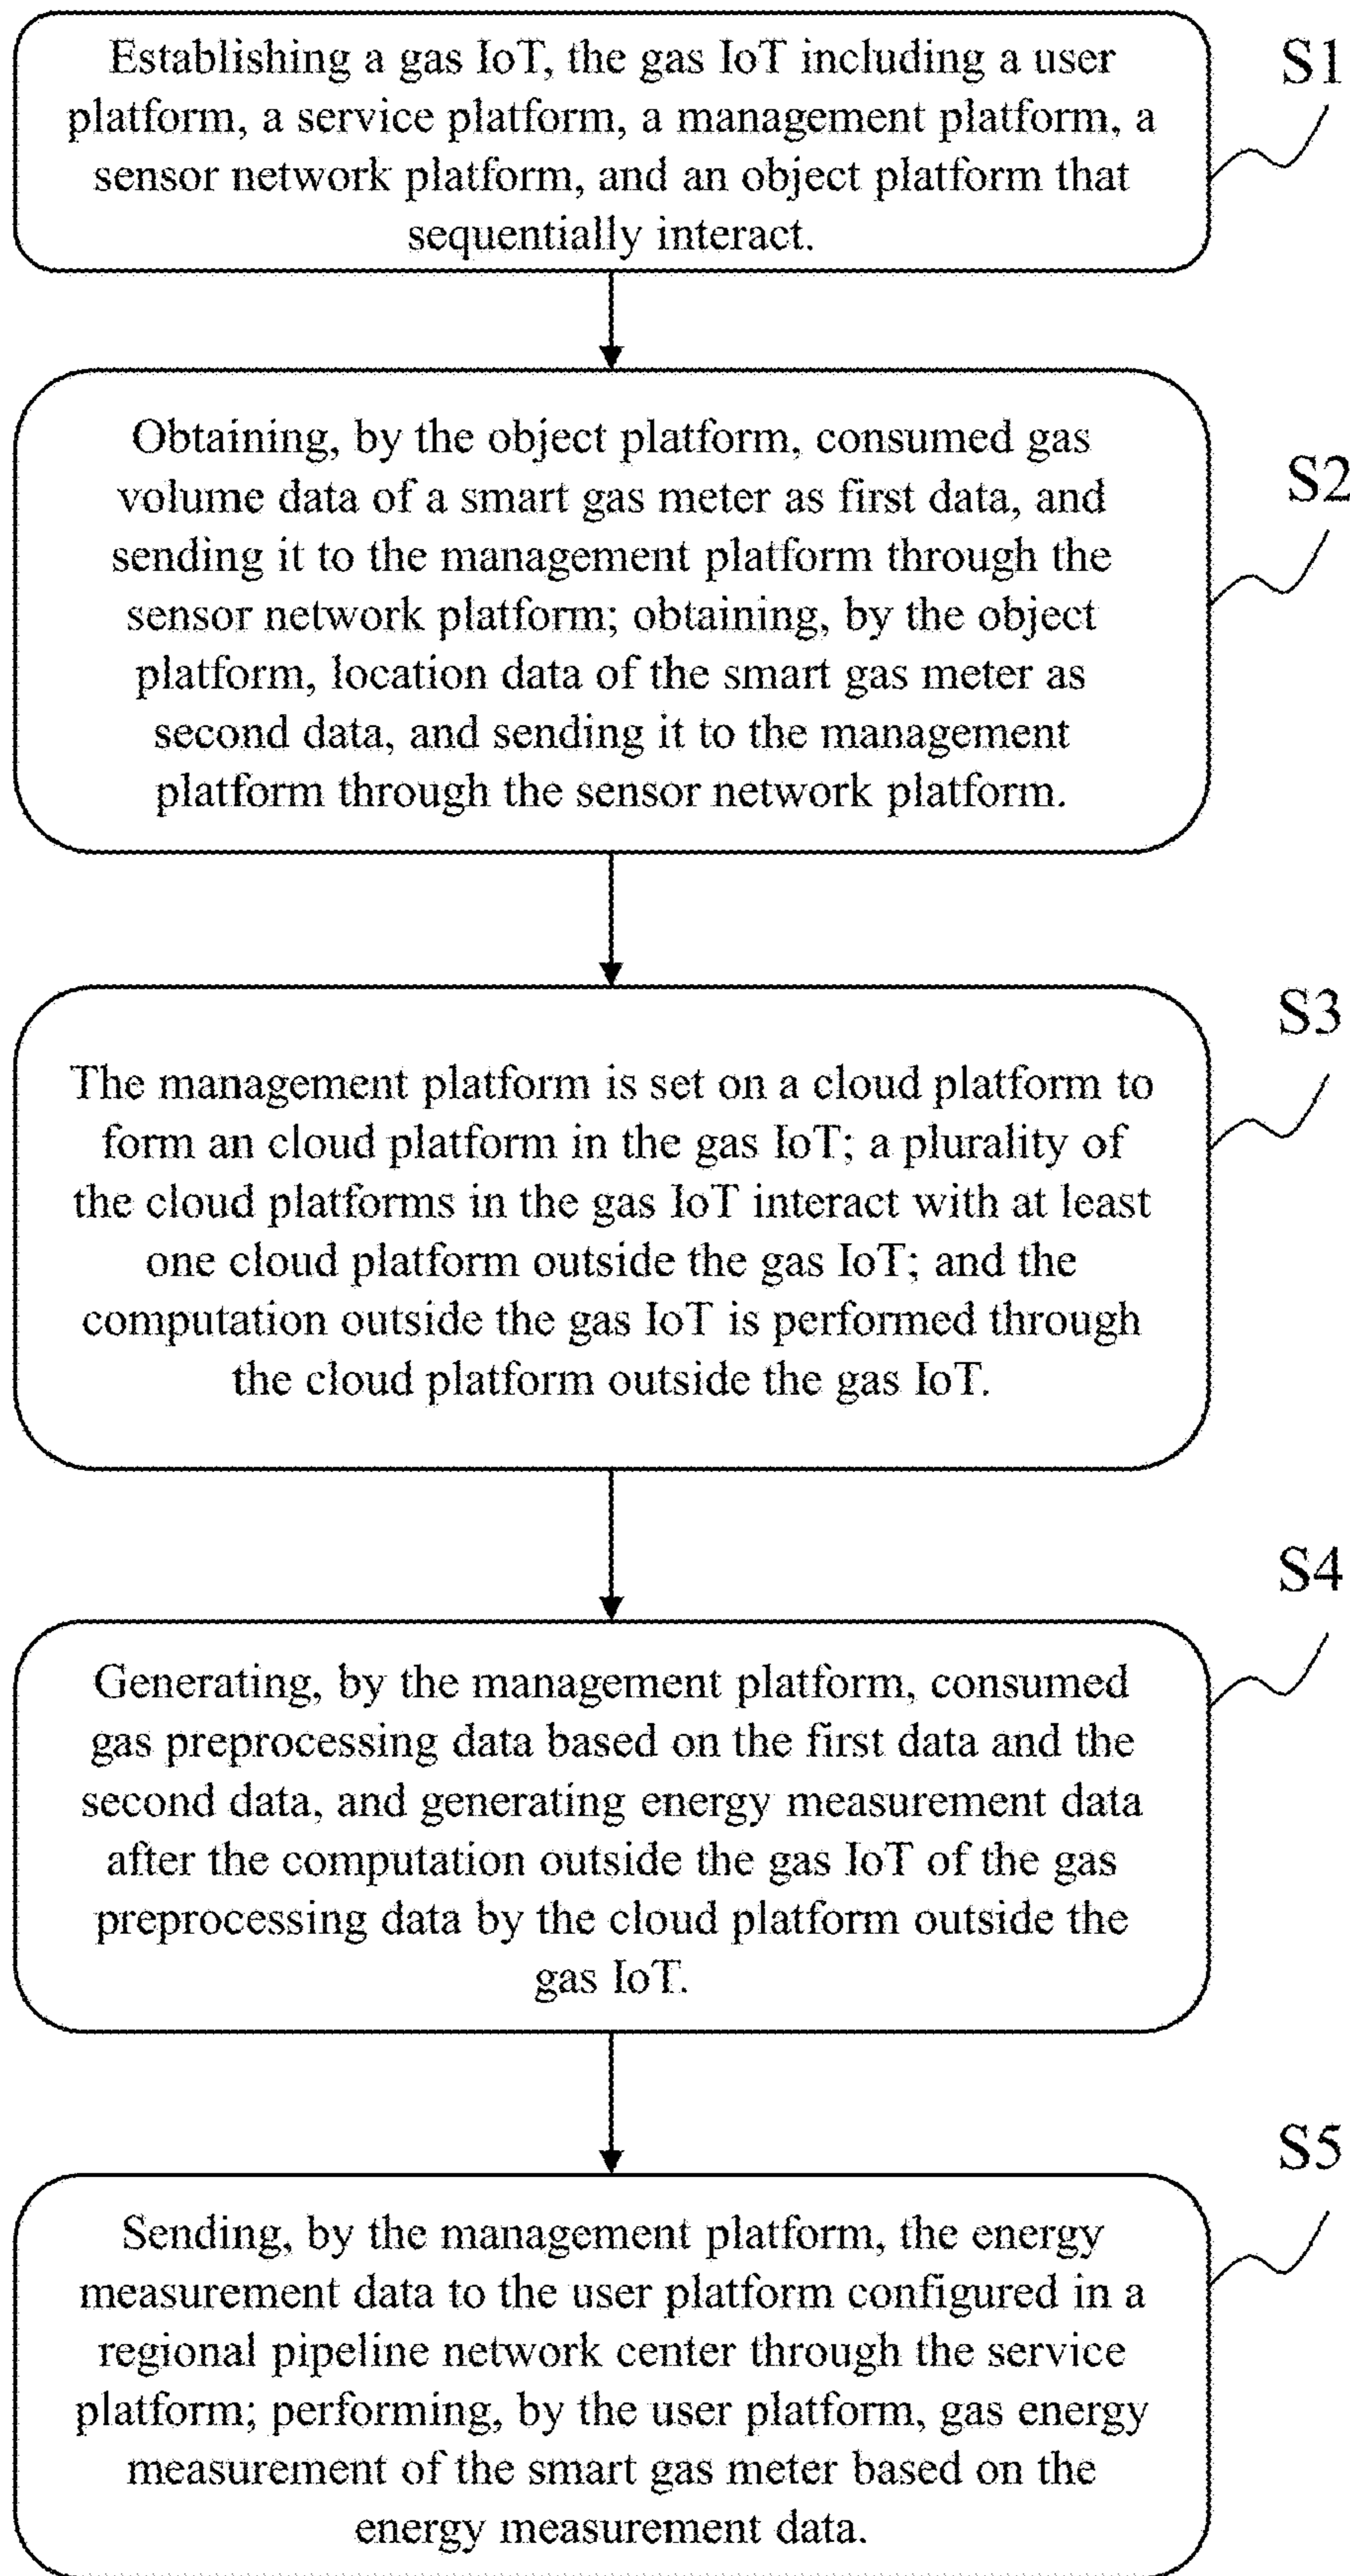 Establishing a gas IoT, the gas IoT including a user
platform, a service platform, a management platform, a
sensor network platform, and an object platform that
sequentially interact.
S1
Obtaining, by the object platform, consumed gas
volume data of a smart gas meter as first data, and
sending it to the management platform through the
sensor network platform; obtaining, by the object
platform, location data of the smart gas meter as
second data, and sending it to the management
platform through the sensor network platform.
S2
The management platform is set on a cloud platform to
form an cloud platform in the gas IoT; a plurality of
the cloud platforms in the gas IoT interact with at least
one cloud platform outside the gas IoT; and the
computation outside the gas IoT is performed through
the cloud platform outside the gas IoT.
S3
Generating, by the management platform, consumed
gas preprocessing data based on the first data and the
second data, and generating energy measurement data
after the computation outside the gas IoT of the gas
preprocessing data by the cloud platform outside the
gas IoT.
S4
Sending, by the management platform, the energy
measurement data to the user platform configured in a
regional pipeline network center through the service
platform; performing, by the user platform, gas energy
measurement of the smart gas meter based on the
energy measurement data.
S5